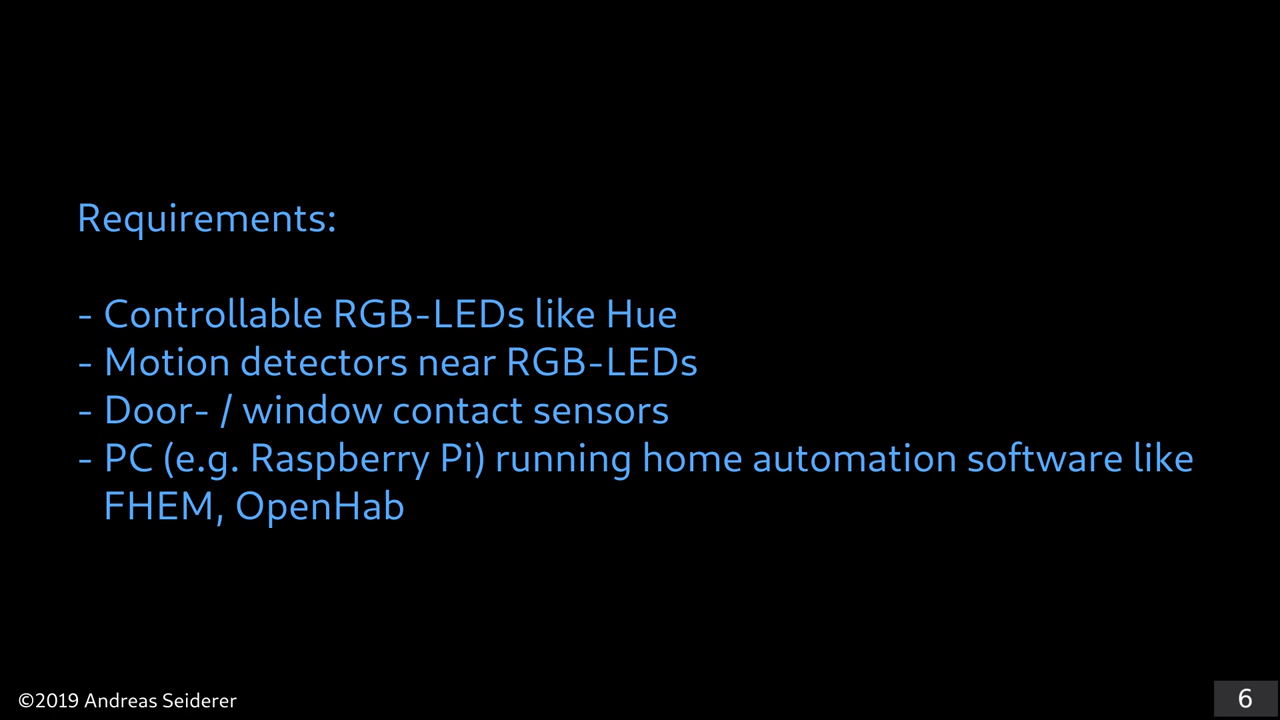 Requirements:
- Controllable RGB-LEDs like Hue
- Motion detectors near RGB-LEDs
- Door- / window contact sensors
- PC (e.g. Raspberry Pi) running home automation software like
FHEM, OpenHab
©2019 Andreas Seiderer
6